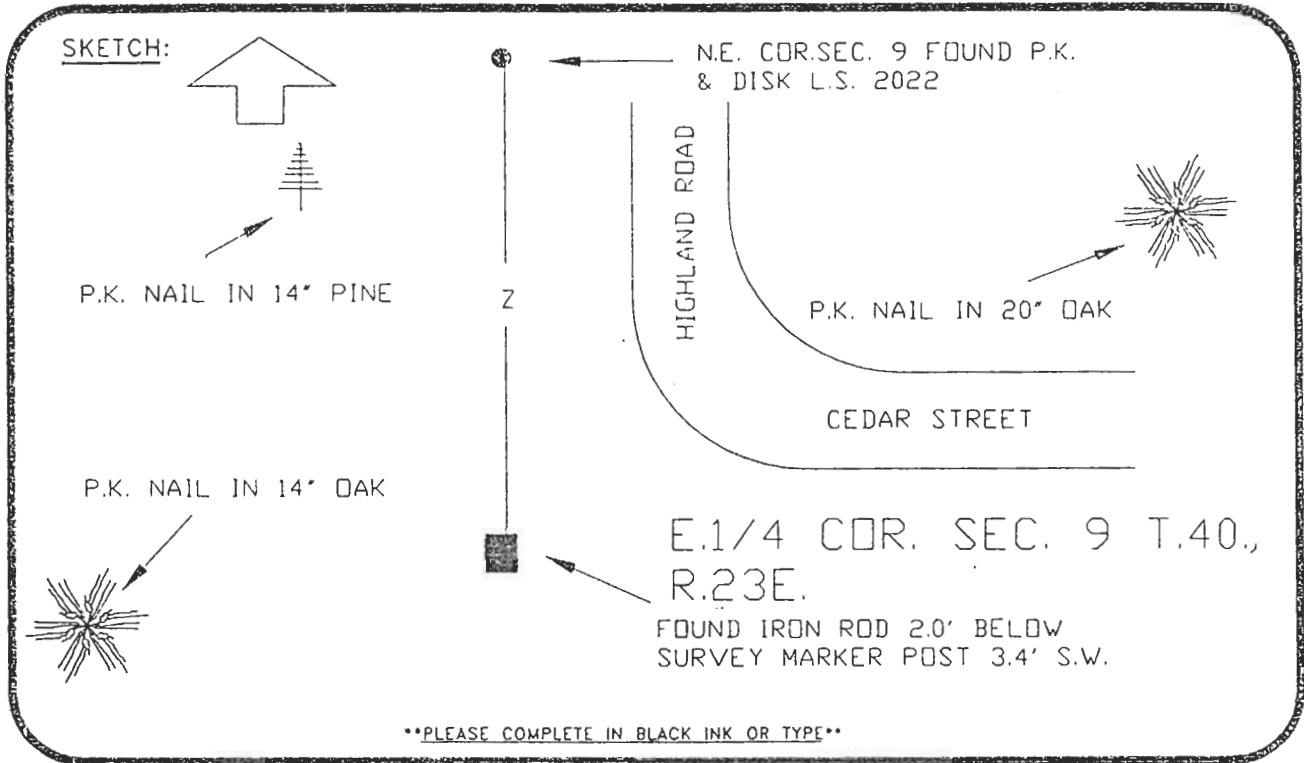 SKETCH:
N.E. COR.SEC. 9 FOUND P.K.
& DISK L.S. 2022
HIGHLAND ROAD
P.K. NAIL IN 14" PINE
Z
P.K. NAIL IN 20" OAK
CEDAR STREET
P.K. NAIL IN 14" OAK
E.1/4 COR. SEC. 9 T.40.,
R.23E.
FOUND IRON ROD 2.0' BELOW
SURVEY MARKER POST 3.4' S.W.
**PLEASE COMPLETE IN BLACK INK OR TYPE**